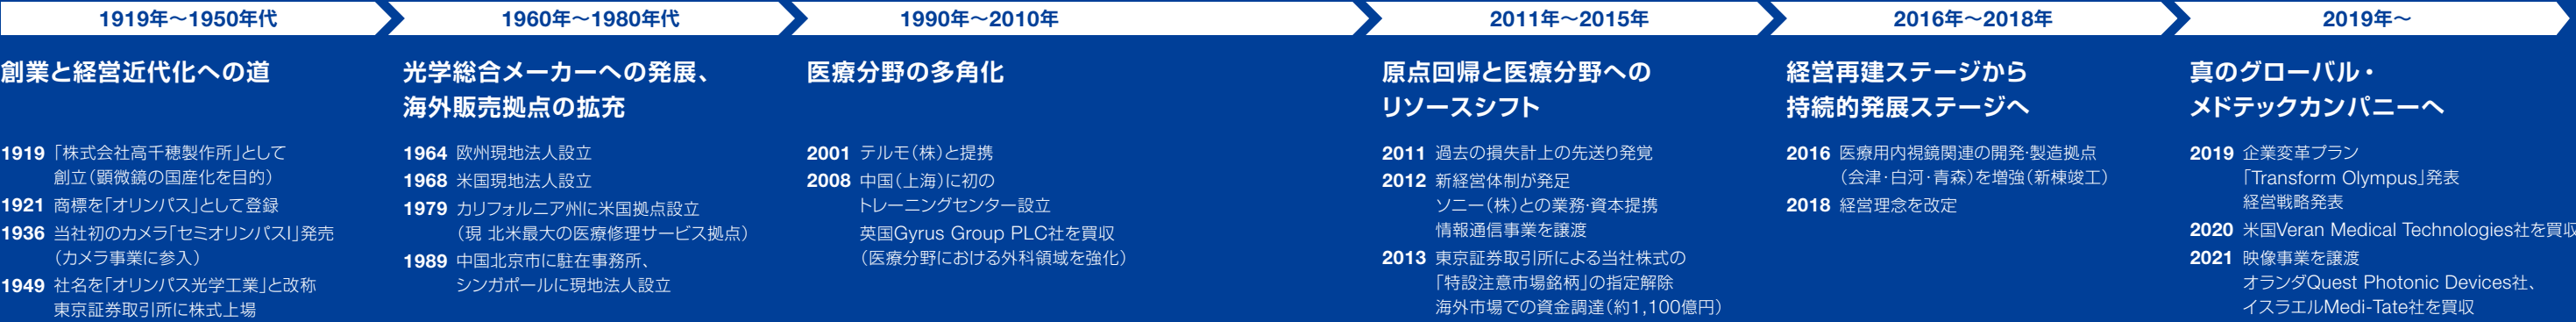 1919年～1950年代
創業と経営近代化への道
1919 「株式会社高千穂製作所」として
創立（顕微鏡の国産化を目的）
1921 商標を「オリンパス」として登録
1936 当社初のカメラ「セミオリンパスI」発売
（カメラ事業に参入）
1949 社名を「オリンパス光学工業」と改称
東京証券取引所に株式上場
1960年～1980年代
光学総合メーカーへの発展、
海外販売拠点の拡充
1964 欧州現地法人設立
1968 米国現地法人設立
1979 カリフォルニア州に米国拠点設立
（現 北米最大の医療修理サービス拠点）
1989 中国北京市に駐在事務所、
シンガポールに現地法人設立
1990年～2010年
医療分野の多角化
2001 テルモ（株）と提携
2008 中国（上海）に初の
トレーニングセンター設立
英国Gyrus Group PLC社を買収
（医療分野における外科領域を強化）
2011年～2015年
原点回帰と医療分野への
リソースシフト
2011 過去の損失計上の先送り発覚
2012 新経営体制が発足
ソニー（株）との業務・資本提携
情報通信事業を譲渡
2013 東京証券取引所による当社株式の
「特設注意市場銘柄」の指定解除
海外市場での資金調達（約1,100億円）
2016年～2018年
経営再建ステージから
持続的発展ステージへ
2016 医療用内視鏡関連の開発・製造拠点
（会津・白河・青森）を増強（新棟竣工）
2018 経営理念を改定
2019年～
真のグローバル・
メドテックカンパニーへ
2019 企業変革プラン
「Transform Olympus」発表
経営戦略発表
2020 米国Veran Medical Technologies社を買収
2021 映像事業を譲渡
オランダQuest Photonic Devices社、
イスラエルMedi-Tate社を買収